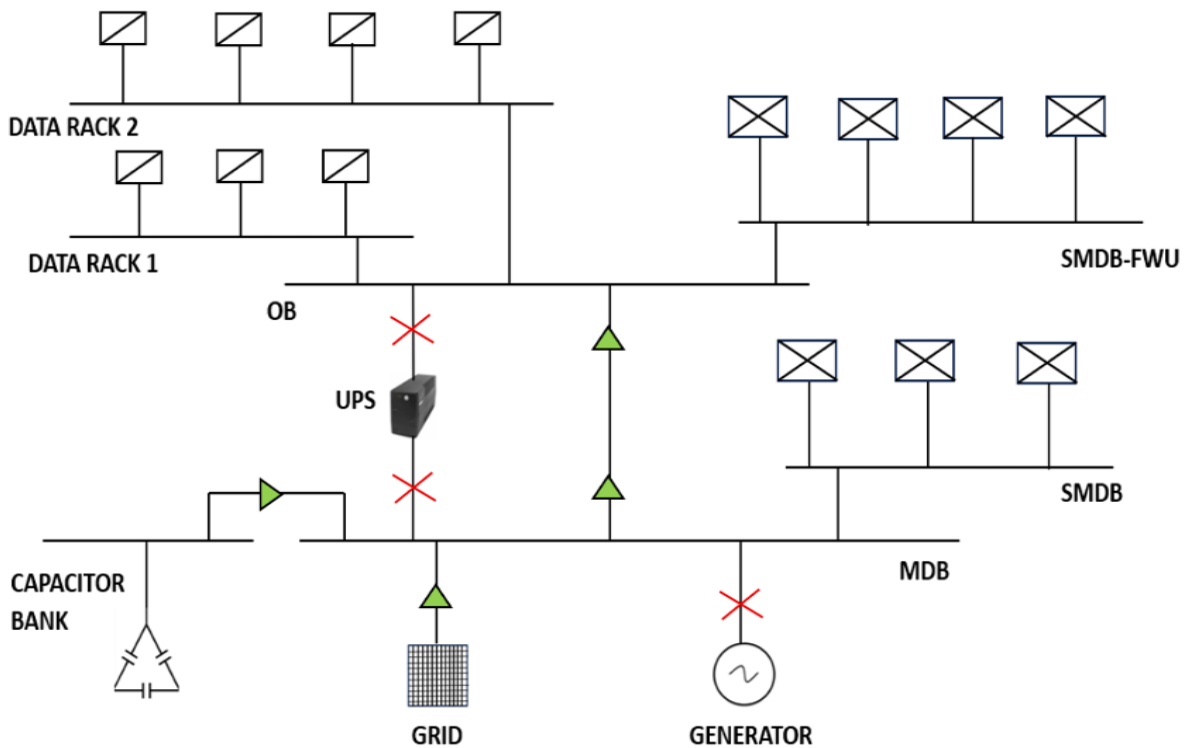 DATA RACK 2
DATA RACK 1
SMDB-FWU
OB
UPS
SMDB
MDB
CAPACITOR
BANK
GRID
GENERATOR